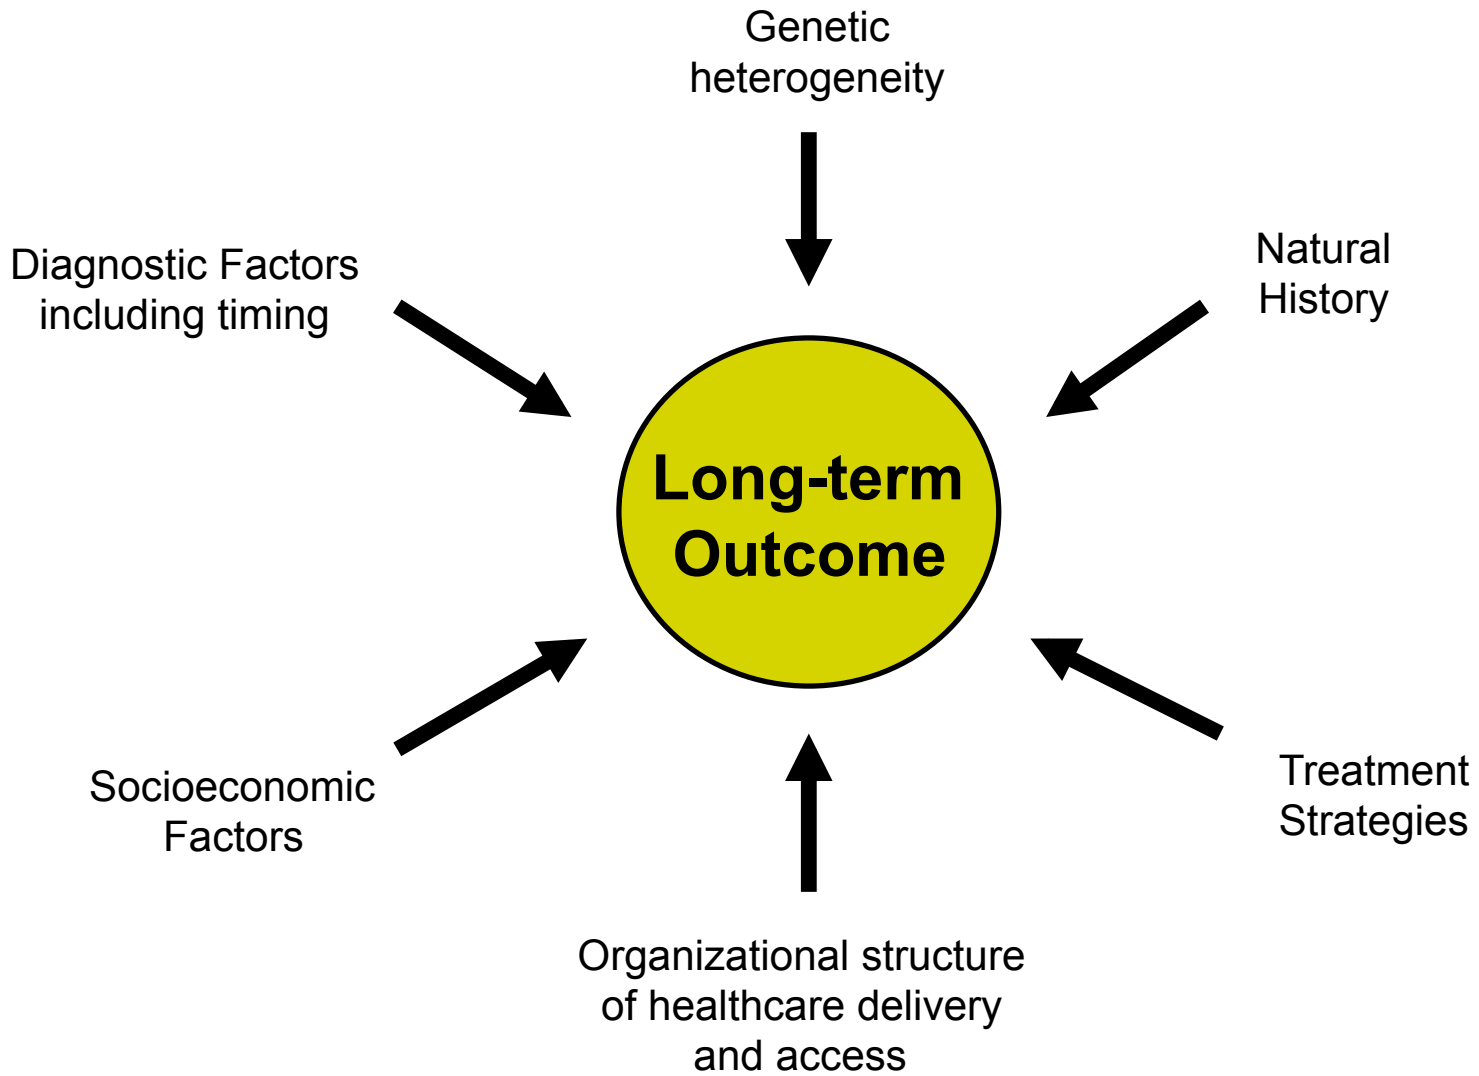 Genetic
heterogeneity
Diagnostic Factors
including timing
Natural
History
Long-term
Outcome
Socioeconomic
Factors
Treatment
Strategies
Organizational structure
of healthcare delivery
and access